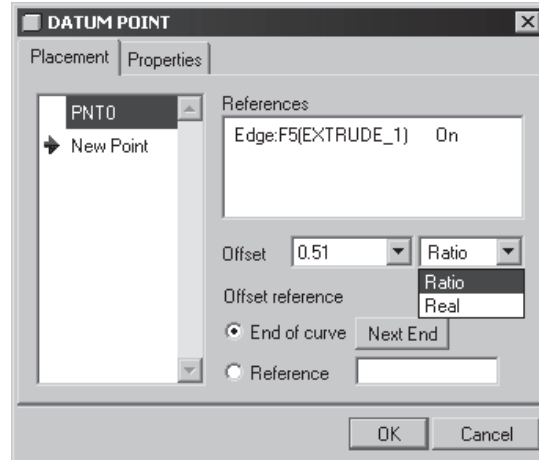 DATUM POINT
Placement Properties
PNT0
New Point
References
Edge:F5(EXTRUDE_1) On
Offset 0.51 Ratio
Ratio
Real
Offset reference
End of curve Next End
Reference
OK Cancel